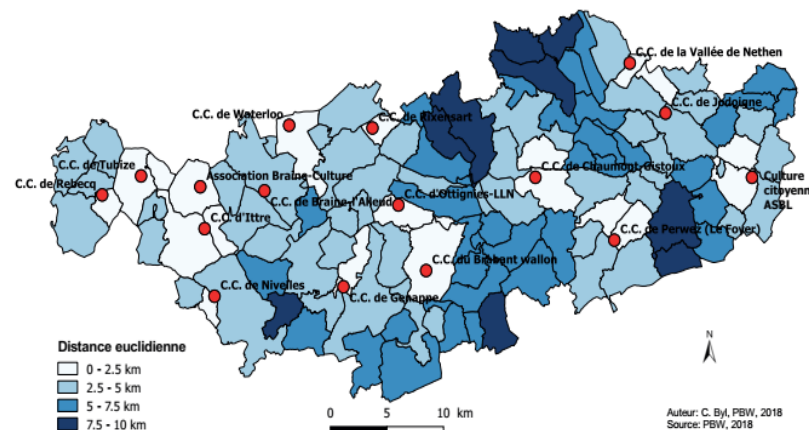 C.C. de la Vallée de Nethen
C.C. de Jodoigne
C.C. de Waterloo
C.C. de Rixensart
C.C. de Tubize
Association Braine-Culture
C.C. de Chaumont-Gistoux
Culture
citoyenne
ASBL
C.C. de Rebecq
C.C. de Braine-l'Alleud
C.C. d'Ottignies-LLN
C.C. d'Ittre
C.C. de Perwez (Le Foyer)
C.C. du Brabant wallon
C.C. de Nivelles
C.C. de Genappe
Distance euclidienne
0 - 2.5 km
2.5 - 5 km
5 - 7.5 km
7.5 - 10 km
0 5 10 km
N
Auteur: C. Byl, PBW, 2018
Source: PBW, 2018